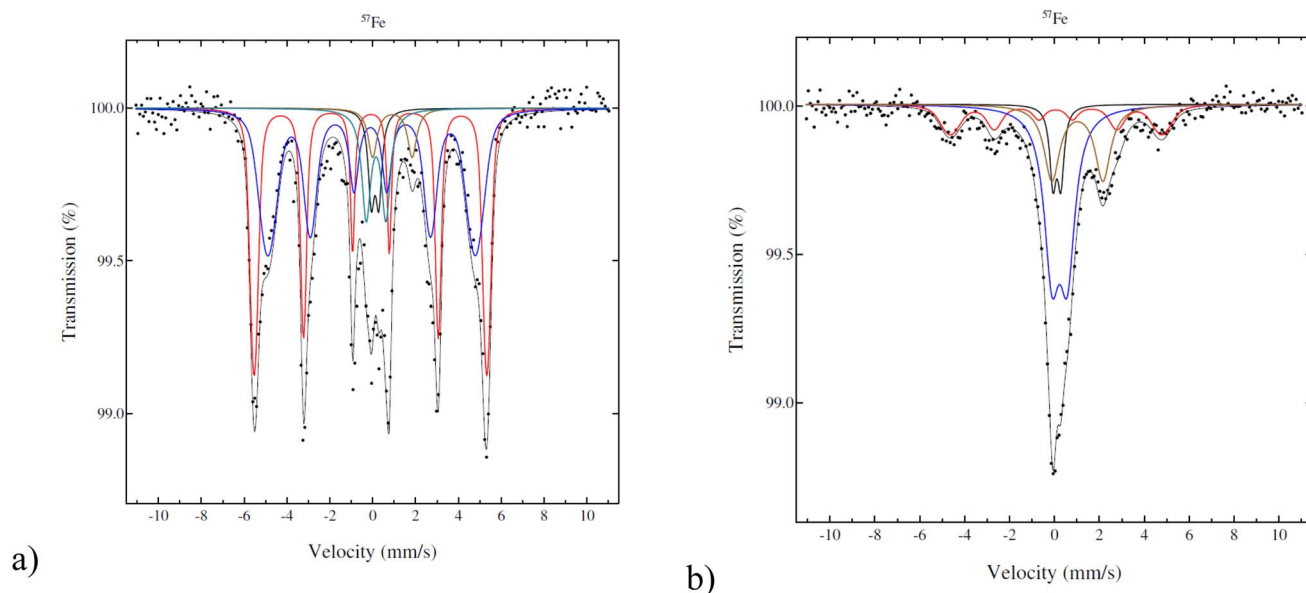 ⁵⁷Fe
Transmission (%)
100.0
99.5
99.0
-10 -8 -6 -4 -2 0 2 4 6 8 10
Velocity (mm/s)
a)
⁵⁷Fe
Transmission (%)
100.0
99.5
99.0
-10 -8 -6 -4 -2 0 2 4 6 8 10
Velocity (mm/s)
b)